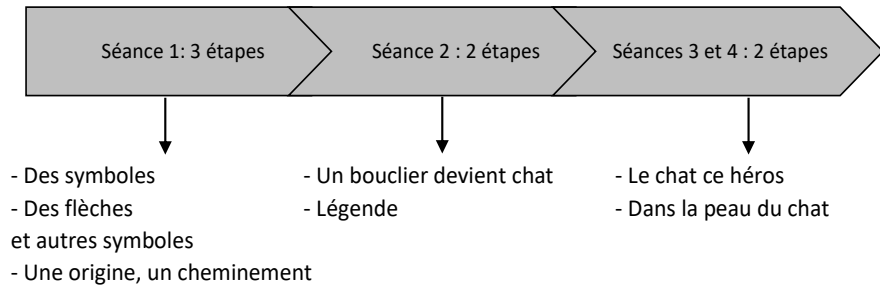 Séance 1: 3 étapes
Séance 2 : 2 étapes
Séances 3 et 4 : 2 étapes
- Des symboles
- Des flèches
et autres symboles
- Une origine, un cheminement
- Un bouclier devient chat
- Légende
- Le chat ce héros
- Dans la peau du chat